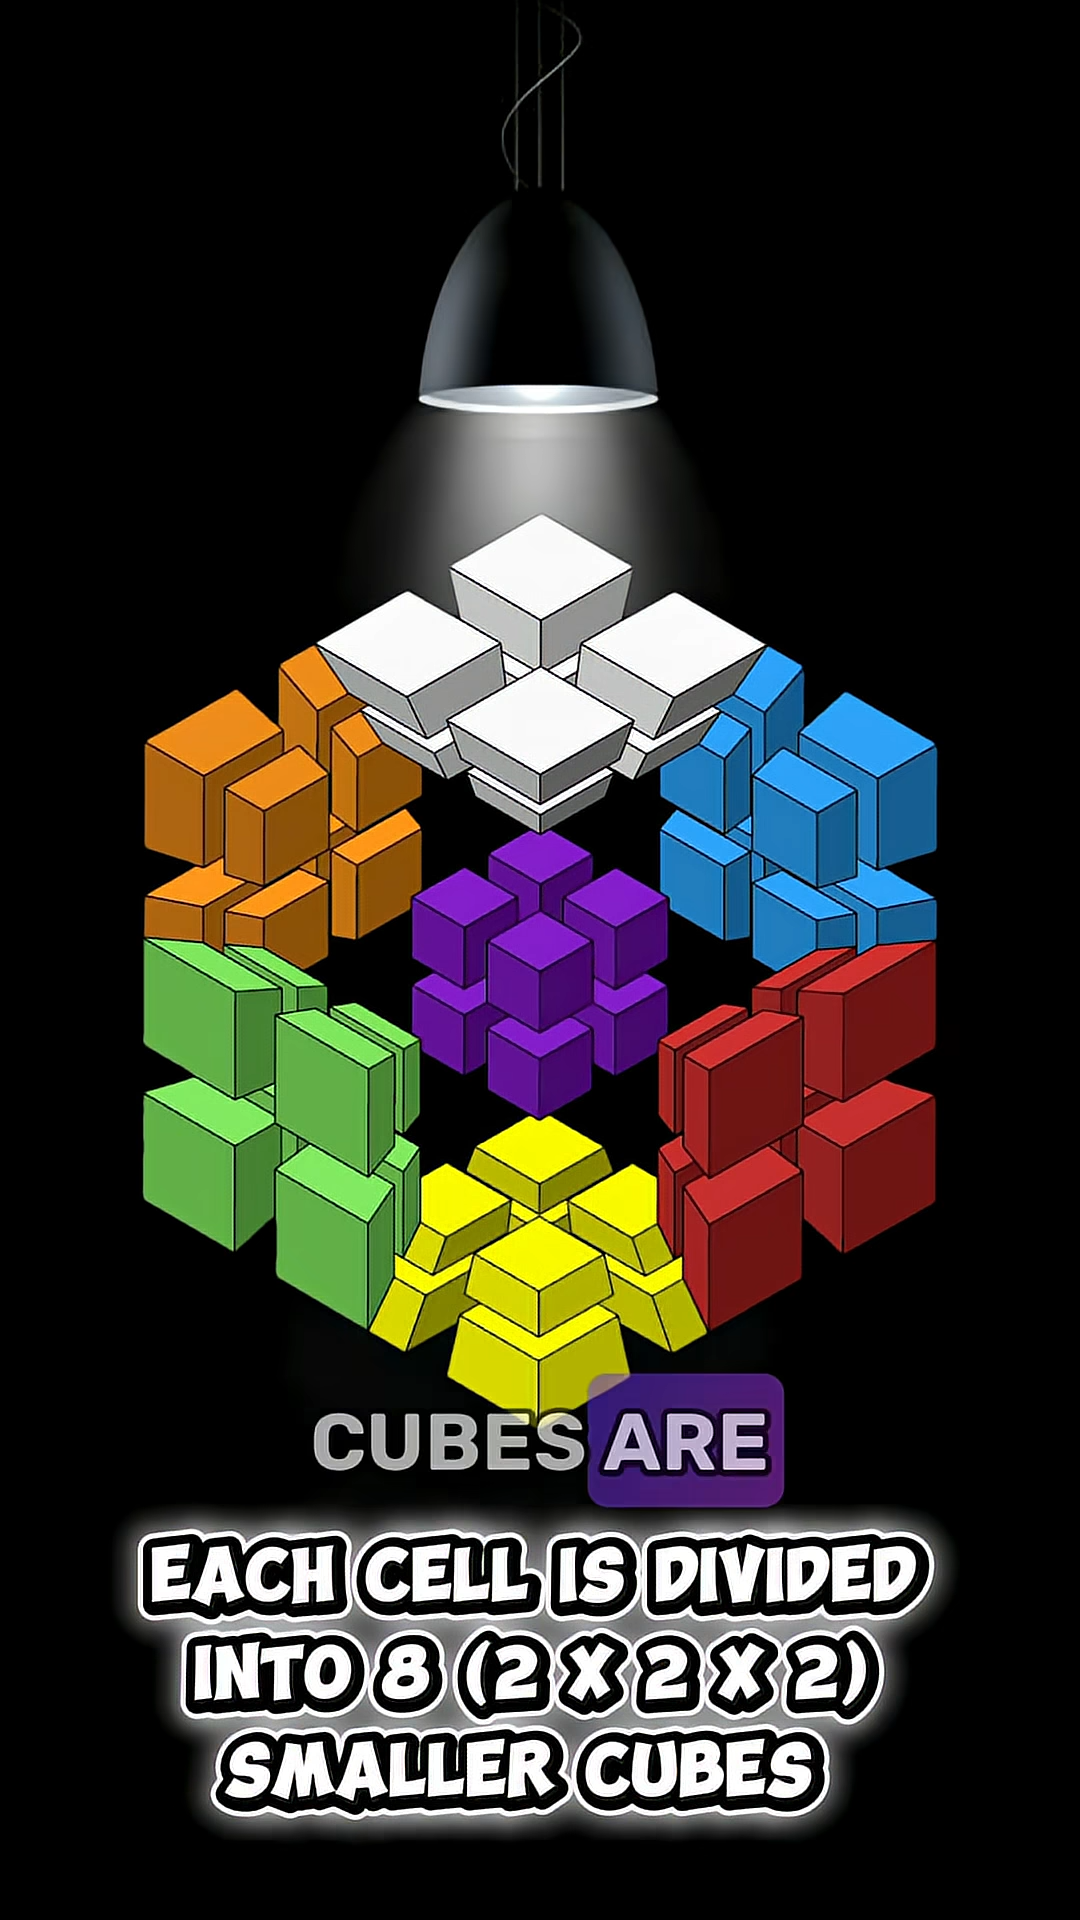 CUBES ARE
EACH CELL IS DIVIDED
INTO 8 (2 X 2 X 2)
SMALLER CUBES